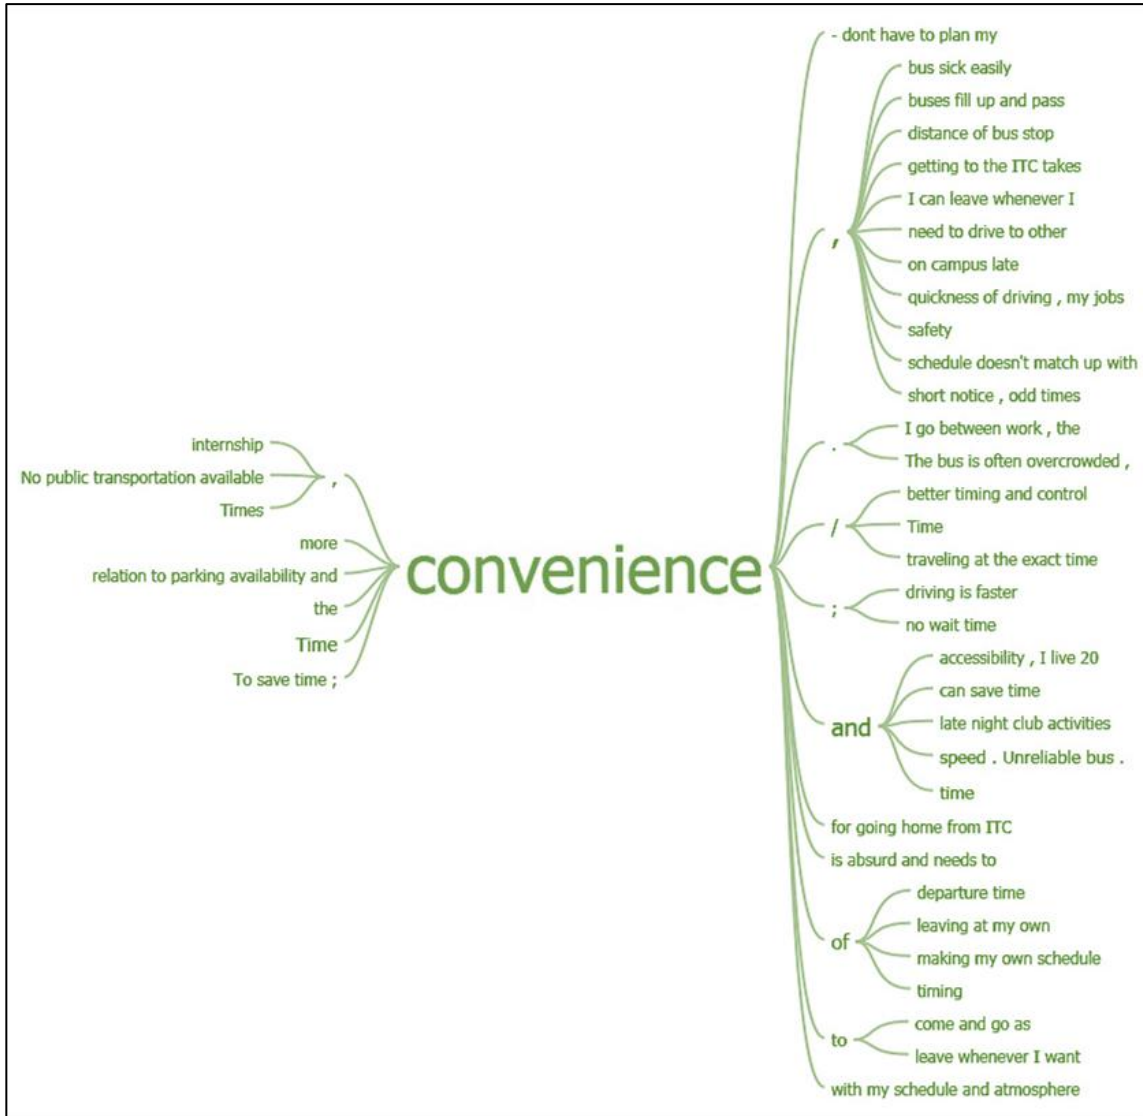 internship
No public transportation available
Times
,
more
relation to parking availability and
the
Time
To save time ;
convenience
- dont have to plan my
,
bus sick easily
buses fill up and pass
distance of bus stop
getting to the ITC takes
I can leave whenever I
need to drive to other
on campus late
quickness of driving , my jobs
safety
schedule doesn't match up with
short notice , odd times
.
I go between work , the
The bus is often overcrowded ,
/
better timing and control
Time
traveling at the exact time
;
driving is faster
no wait time
and
accessibility , I live 20
can save time
late night club activities
speed . Unreliable bus .
time
for going home from ITC
is absurd and needs to
of
departure time
leaving at my own
making my own schedule
timing
to
come and go as
leave whenever I want
with my schedule and atmosphere